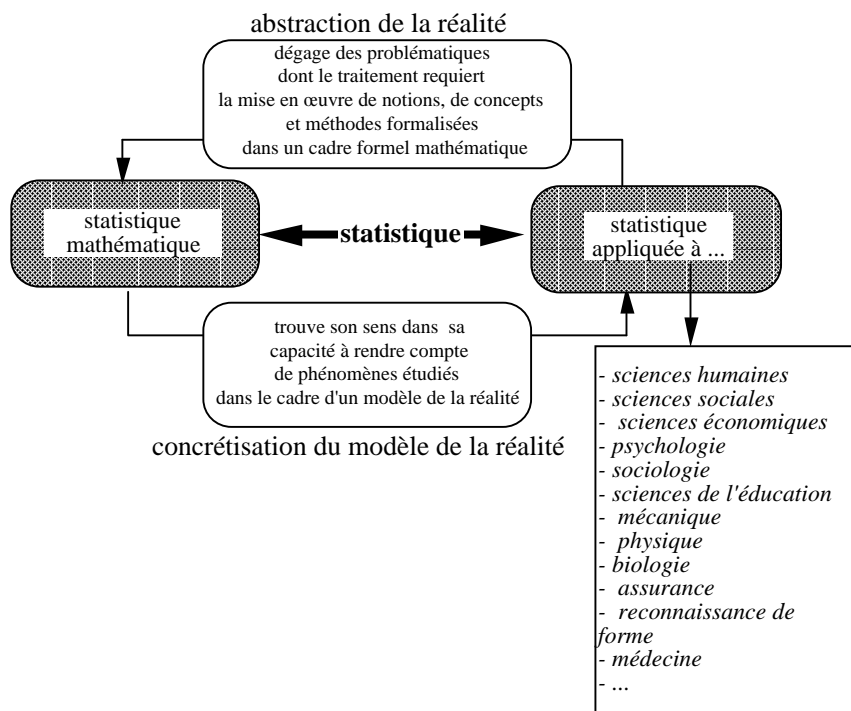 abstraction de la réalité
dégage des problématiques
dont le traitement requiert
la mise en œuvre de notions, de concepts
et méthodes formalisées
dans un cadre formel mathématique
statistique
mathématique
statistique
statistique
appliquée à ...
trouve son sens dans sa
capacité à rendre compte
de phénomènes étudiés
dans le cadre d'un modèle de la réalité
concrétisation du modèle de la réalité
- sciences humaines
- sciences sociales
- sciences économiques
- psychologie
- sociologie
- sciences de l'éducation
- mécanique
- physique
- biologie
- assurance
- reconnaissance de
forme
- médecine
- ...